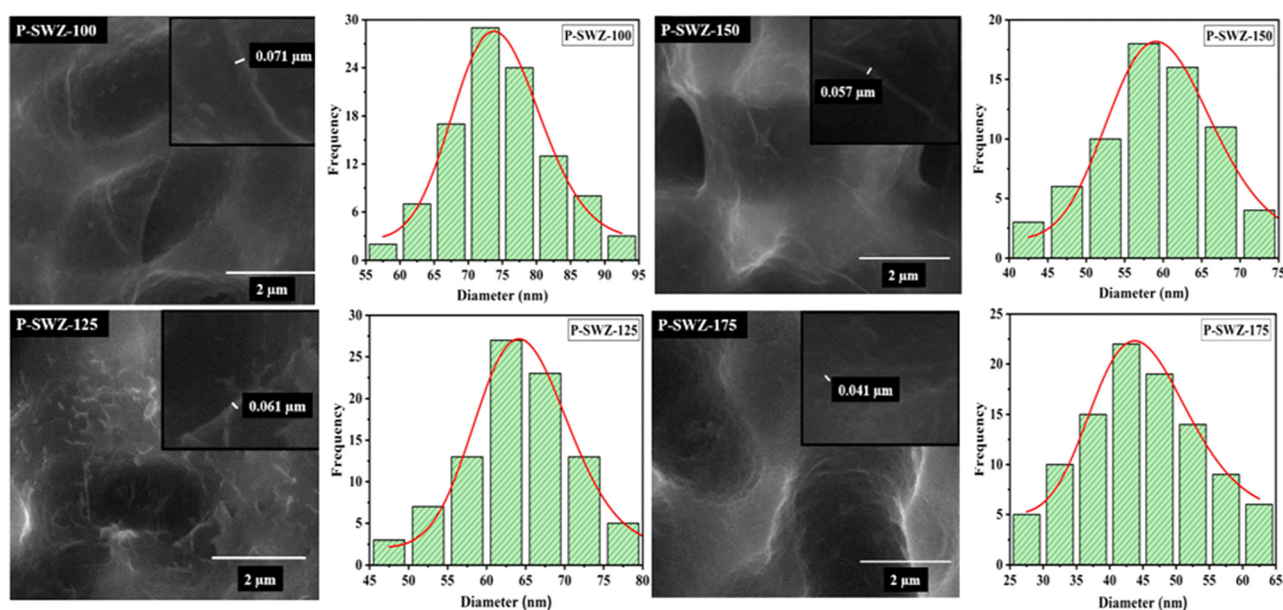 P-SWZ-100
0.071 μm
2 μm
Frequency
30
24
18
12
6
0
P-SWZ-100
55 60 65 70 75 80 85 90 95
Diameter (nm)
P-SWZ-150
0.057 μm
2 μm
Frequency
20
15
10
5
0
P-SWZ-150
40 45 50 55 60 65 70 75
Diameter (nm)
P-SWZ-125
0.061 μm
2 μm
Frequency
30
25
20
15
10
5
0
P-SWZ-125
45 50 55 60 65 70 75 80
Diameter (nm)
P-SWZ-175
0.041 μm
2 μm
Frequency
25
20
15
10
5
0
P-SWZ-175
25 30 35 40 45 50 55 60 65
Diameter (nm)